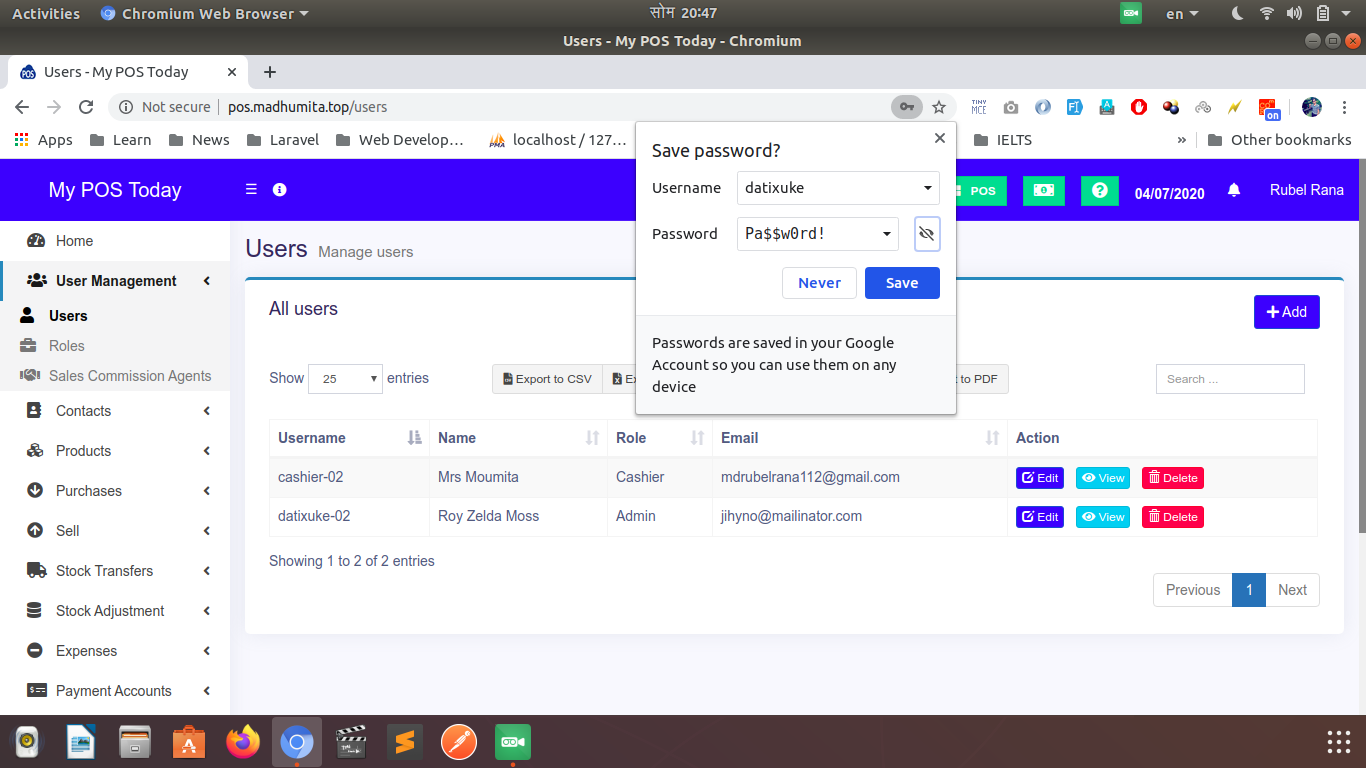 Activities Chromium Web Browser सोम 20:47 en
Users - My POS Today - Chromium
Users - My POS Today
Not secure pos.madhumita.top/users TINY MCE on
Apps Learn News Laravel Web Develop… PMA localhost / 127… IELTS » Other bookmarks
Save password?
Username datixuke
Password Pa$$w0rd!
Never Save
Passwords are saved in your Google
Account so you can use them on any
device
My POS Today POS 04/07/2020 Rubel Rana
Home
User Management
Users
Roles
Sales Commission Agents
Contacts
Products
Purchases
Sell
Stock Transfers
Stock Adjustment
Expenses
Payment Accounts
Users Manage users
All users Add
Show 25 entries Export to CSV to PDF Search ...
Username Name Role Email Action
cashier-02 Mrs Moumita Cashier mdrubelrana112@gmail.com Edit View Delete
datixuke-02 Roy Zelda Moss Admin jihyno@mailinator.com Edit View Delete
Showing 1 to 2 of 2 entries
Previous 1 Next